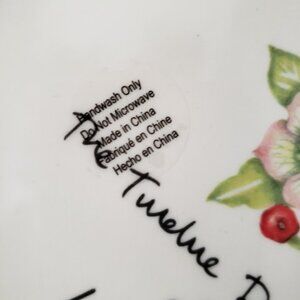 Handwash Only
Do Not Microwave
Made in China
Fabriqué en Chine
Hecho en China
The Twelve D